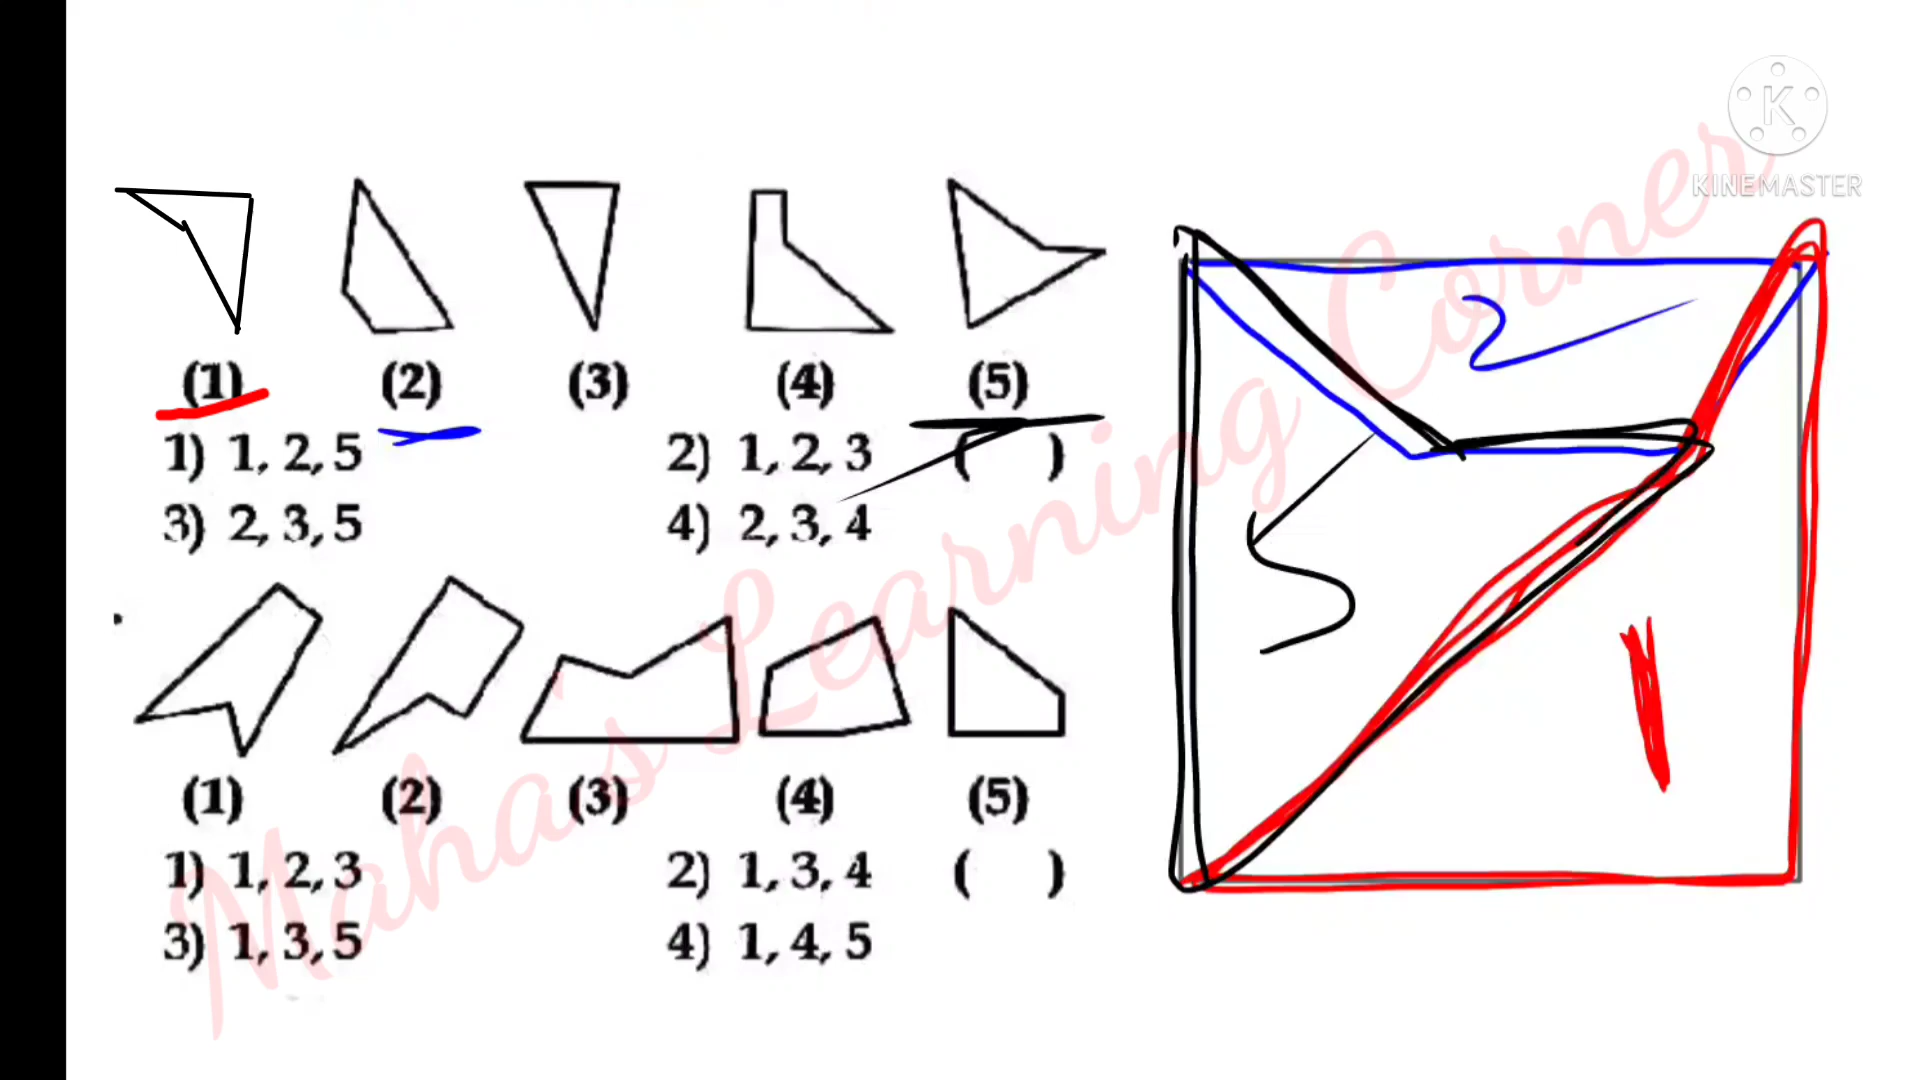 K
KINEMASTER
(1) (2) (3) (4) (5)
1) 1, 2, 5 2) 1, 2, 3 ( )
3) 2, 3, 5 4) 2, 3, 4
(1) (2) (3) (4) (5)
1) 1, 2, 3 2) 1, 3, 4 ( )
3) 1, 3, 5 4) 1, 4, 5
2
5
1
Maha's Learning Corner